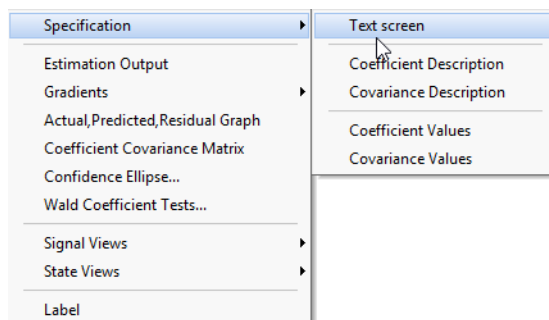 Specification
Estimation Output
Gradients
Actual,Predicted,Residual Graph
Coefficient Covariance Matrix
Confidence Ellipse...
Wald Coefficient Tests...
Signal Views
State Views
Label
Text screen
Coefficient Description
Covariance Description
Coefficient Values
Covariance Values